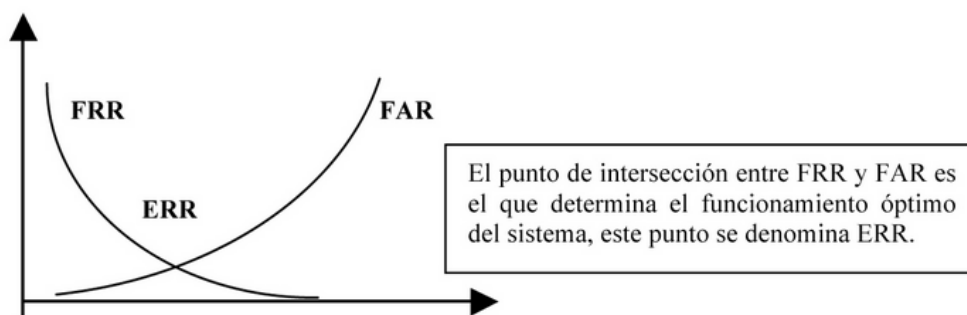 FRR
FAR
ERR
El punto de intersección entre FRR y FAR es
el que determina el funcionamiento óptimo
del sistema, este punto se denomina ERR.